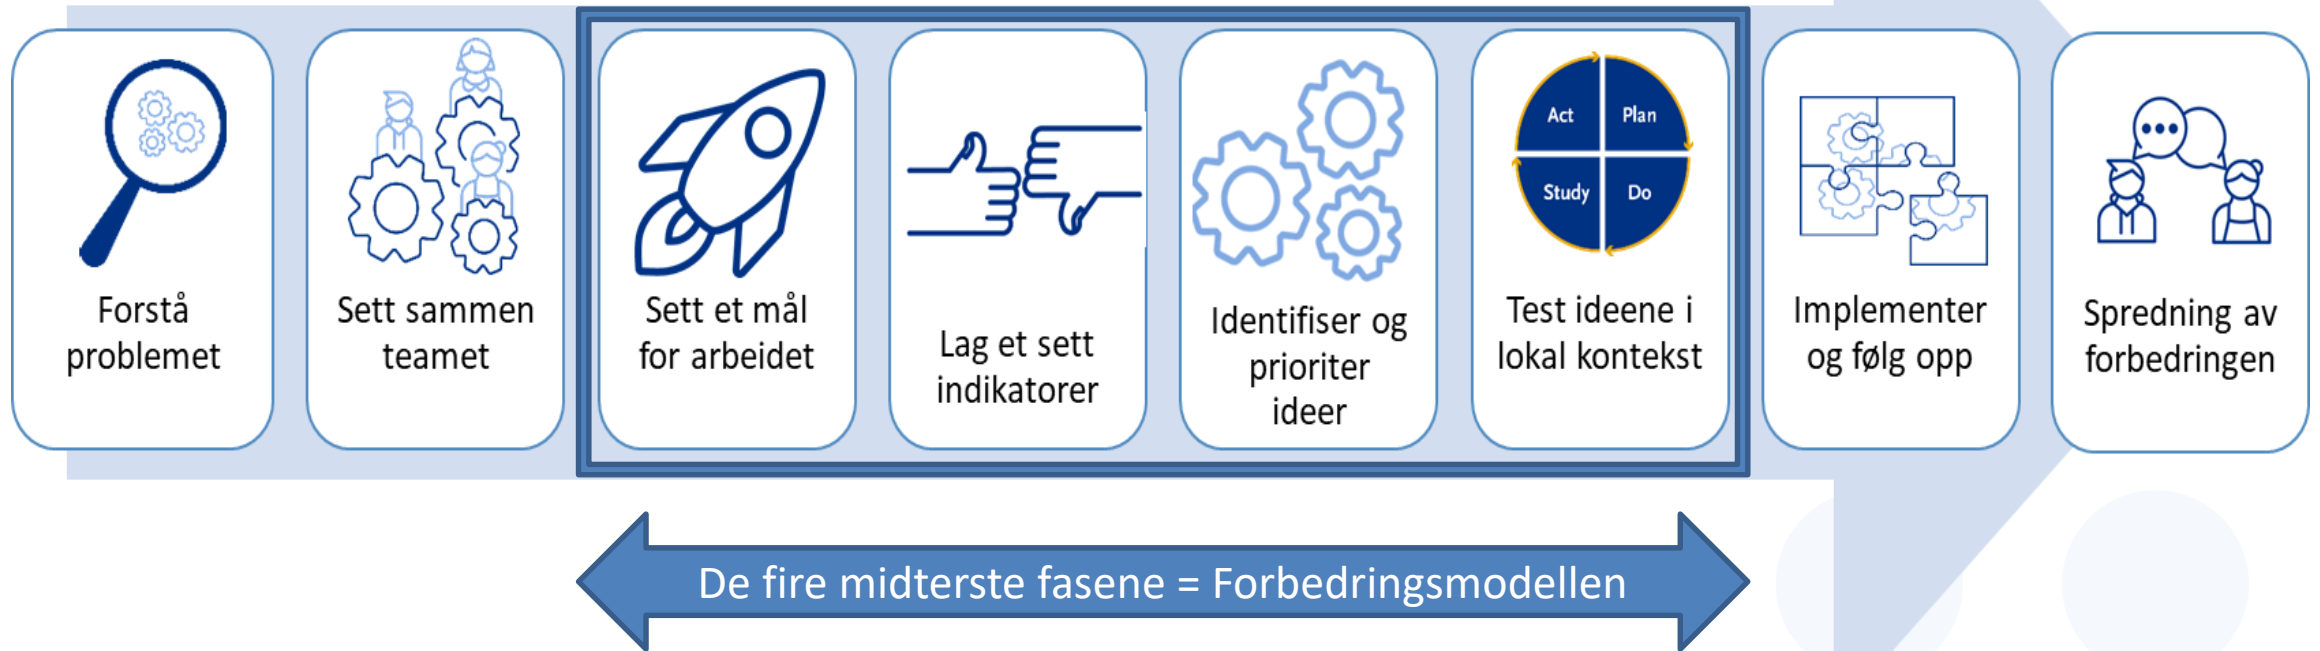 Forstå
problemet
Sett sammen
teamet
Sett et mål
for arbeidet
Lag et sett
indikatorer
Identifiser og
prioriter
ideer
Act
Plan
Study
Do
Test ideene i
lokal kontekst
Implementer
og følg opp
Spredning av
forbedringen
De fire midterste fasene = Forbedringsmodellen